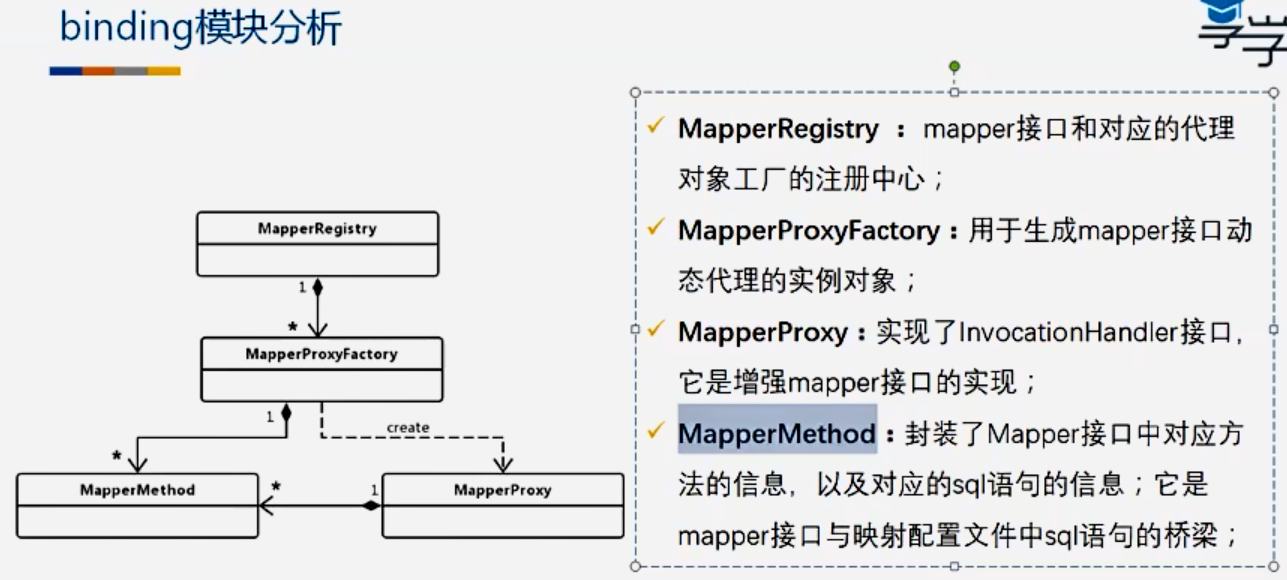 binding模块分析
MapperRegistry ：mapper接口和对应的代理
对象工厂的注册中心；
MapperProxyFactory：用于生成mapper接口动
态代理的实例对象；
MapperProxy：实现了InvocationHandler接口，
它是增强mapper接口的实现；
MapperMethod：封装了Mapper接口中对应方
法的信息，以及对应的sql语句的信息；它是
mapper接口与映射配置文件中sql语句的桥梁；
MapperRegistry
1
*
MapperProxyFactory
1
create
*
MapperMethod
*
1
MapperProxy